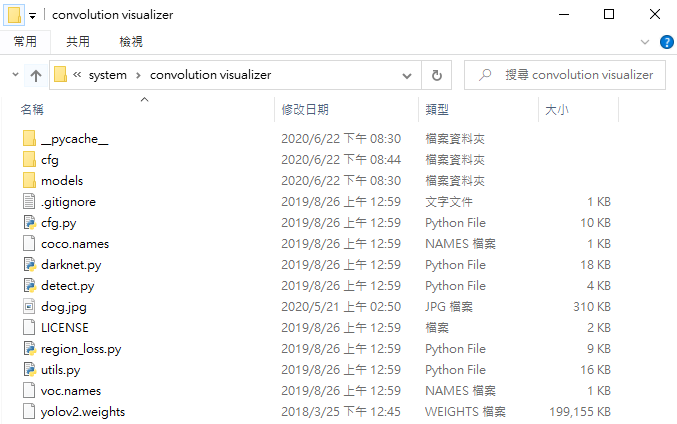 convolution visualizer
常用 共用 檢視
system convolution visualizer 搜尋 convolution visualizer
名稱 修改日期 類型 大小
__pycache__ 2020/6/22 下午 08:30 檔案資料夾
cfg 2020/6/22 下午 08:44 檔案資料夾
models 2020/6/22 下午 08:30 檔案資料夾
.gitignore 2019/8/26 上午 12:59 文字文件 1 KB
cfg.py 2019/8/26 上午 12:59 Python File 10 KB
coco.names 2019/8/26 上午 12:59 NAMES 檔案 1 KB
darknet.py 2019/8/26 上午 12:59 Python File 18 KB
detect.py 2019/8/26 上午 12:59 Python File 4 KB
dog.jpg 2020/5/21 上午 02:50 JPG 檔案 310 KB
LICENSE 2019/8/26 上午 12:59 檔案 2 KB
region_loss.py 2019/8/26 上午 12:59 Python File 9 KB
utils.py 2019/8/26 上午 12:59 Python File 16 KB
voc.names 2019/8/26 上午 12:59 NAMES 檔案 1 KB
yolov2.weights 2018/3/25 下午 12:45 WEIGHTS 檔案 199,155 KB